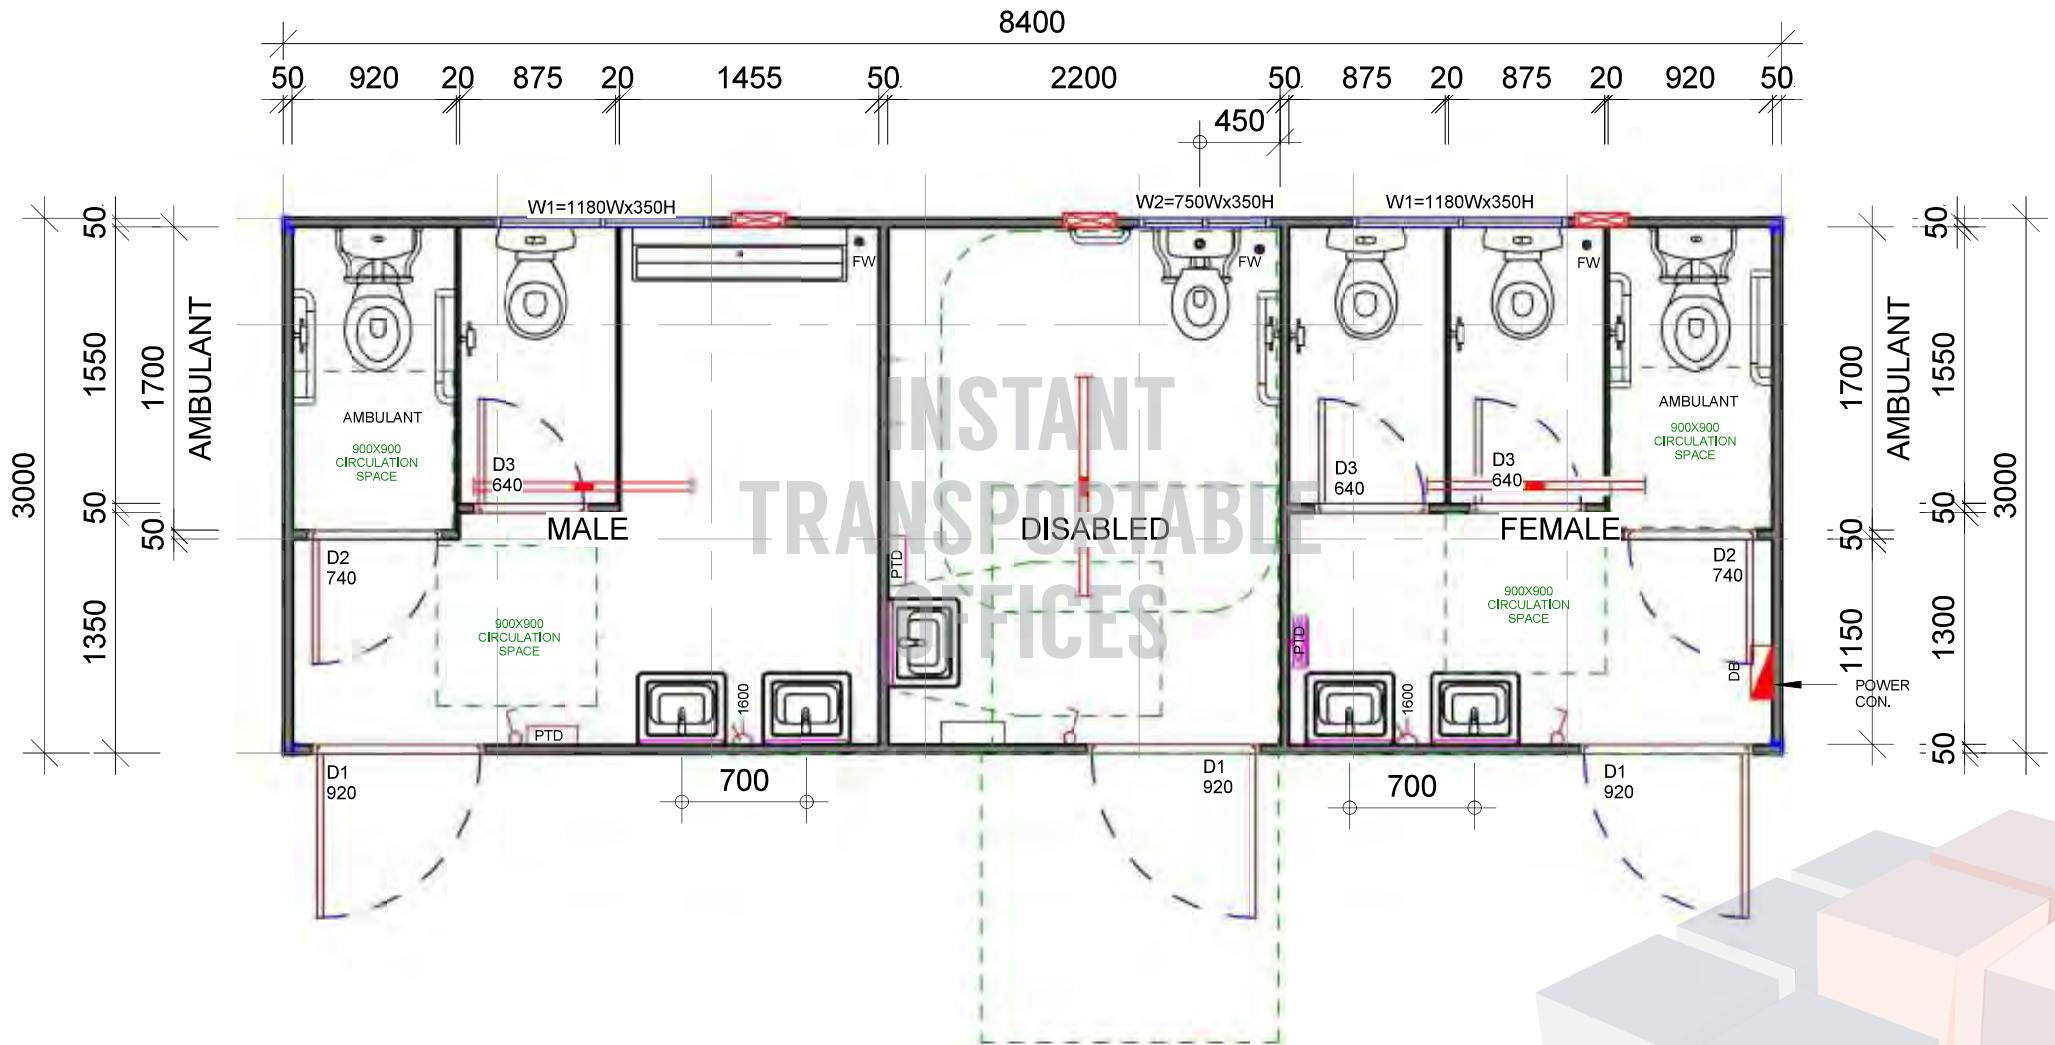 8400
50 920 20 875 20 1455 50 2200 50 875 20 875 20 920 50
450
W1=1180Wx350H
W2=750Wx350H
W1=1180Wx350H
FW
FW
FW
50
1550
50
1350
3000
1700
50
AMBULANT
AMBULANT
900X900
CIRCULATION
SPACE
D3
640
MALE
D2
740
900X900
CIRCULATION
SPACE
PTD
1600
D1
920
700
INSTANT
TRANSPORTABLE
OFFICES
DISABLED
PTD
D1
920
D3
640
D3
640
AMBULANT
900X900
CIRCULATION
SPACE
FEMALE
D2
740
900X900
CIRCULATION
SPACE
PTD
1600
DB
POWER
CON.
D1
920
700
1700
50
1150
AMBULANT
50
1550
50
1300
50
3000